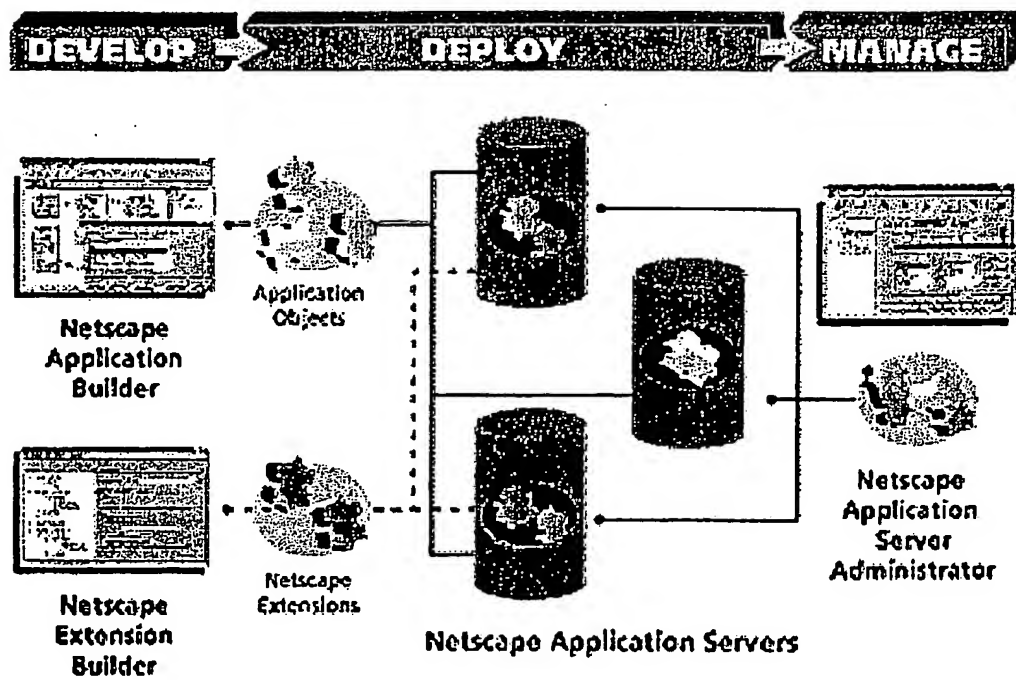 DEVELOP
DEPLOY
MANAGE
Application
Objects
Netscape
Application
Builder
Netscape
Extensions
Netscape
Extension
Builder
Netscape Application Servers
Netscape
Application
Server
Administrator